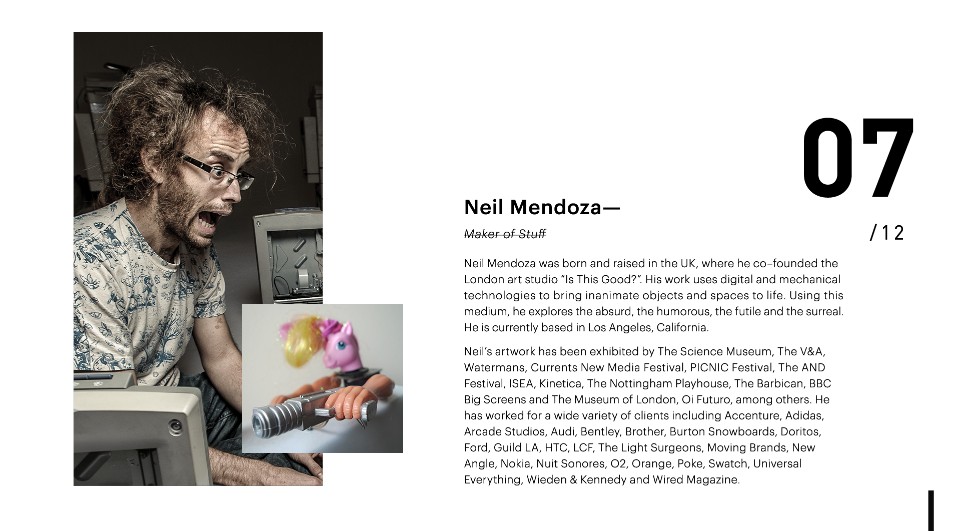 07
/12
Neil Mendoza—
Maker of Stuff
Neil Mendoza was born and raised in the UK, where he co-founded the
London art studio “Is This Good?”. His work uses digital and mechanical
technologies to bring inanimate objects and spaces to life. Using this
medium, he explores the absurd, the humorous, the futile and the surreal.
He is currently based in Los Angeles, California.
Neil's artwork has been exhibited by The Science Museum, The V&A,
Watermans, Currents New Media Festival, PICNIC Festival, The AND
Festival, ISEA, Kinetica, The Nottingham Playhouse, The Barbican, BBC
Big Screens and The Museum of London, Oi Futuro, among others. He
has worked for a wide variety of clients including Accenture, Adidas,
Arcade Studios, Audi, Bentley, Brother, Burton Snowboards, Doritos,
Ford, Guild LA, HTC, LCF, The Light Surgeons, Moving Brands, New
Angle, Nokia, Nuit Sonores, O2, Orange, Poke, Swatch, Universal
Everything, Wieden & Kennedy and Wired Magazine.